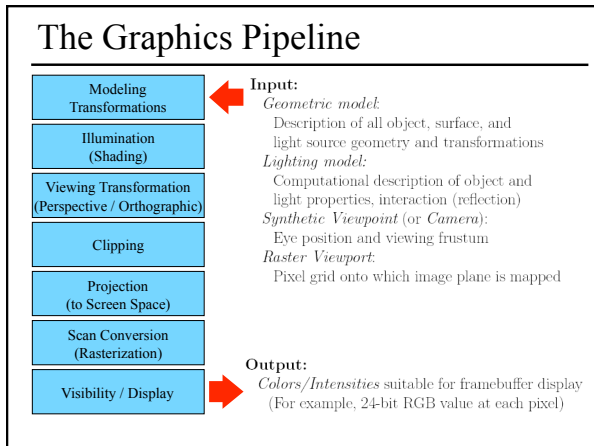 The Graphics Pipeline
Modeling
Transformations
Illumination
(Shading)
Viewing Transformation
(Perspective / Orthographic)
Clipping
Projection
(to Screen Space)
Scan Conversion
(Rasterization)
Visibility / Display
Input:
Geometric model:
Description of all object, surface, and
light source geometry and transformations
Lighting model:
Computational description of object and
light properties, interaction (reflection)
Synthetic Viewpoint (or Camera):
Eye position and viewing frustum
Raster Viewport:
Pixel grid onto which image plane is mapped
Output:
Colors/Intensities suitable for framebuffer display
(For example, 24-bit RGB value at each pixel)